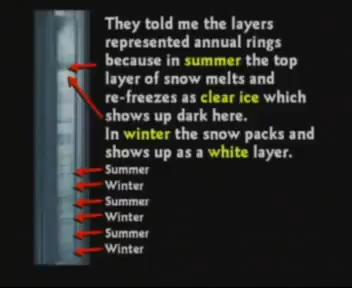 They told me the layers
represented annual rings
because in summer the top
layer of snow melts and
re-freezes as clear ice which
shows up dark here.
In winter the snow packs and
shows up as a white layer.
Summer
Winter
Summer
Winter
Summer
Winter